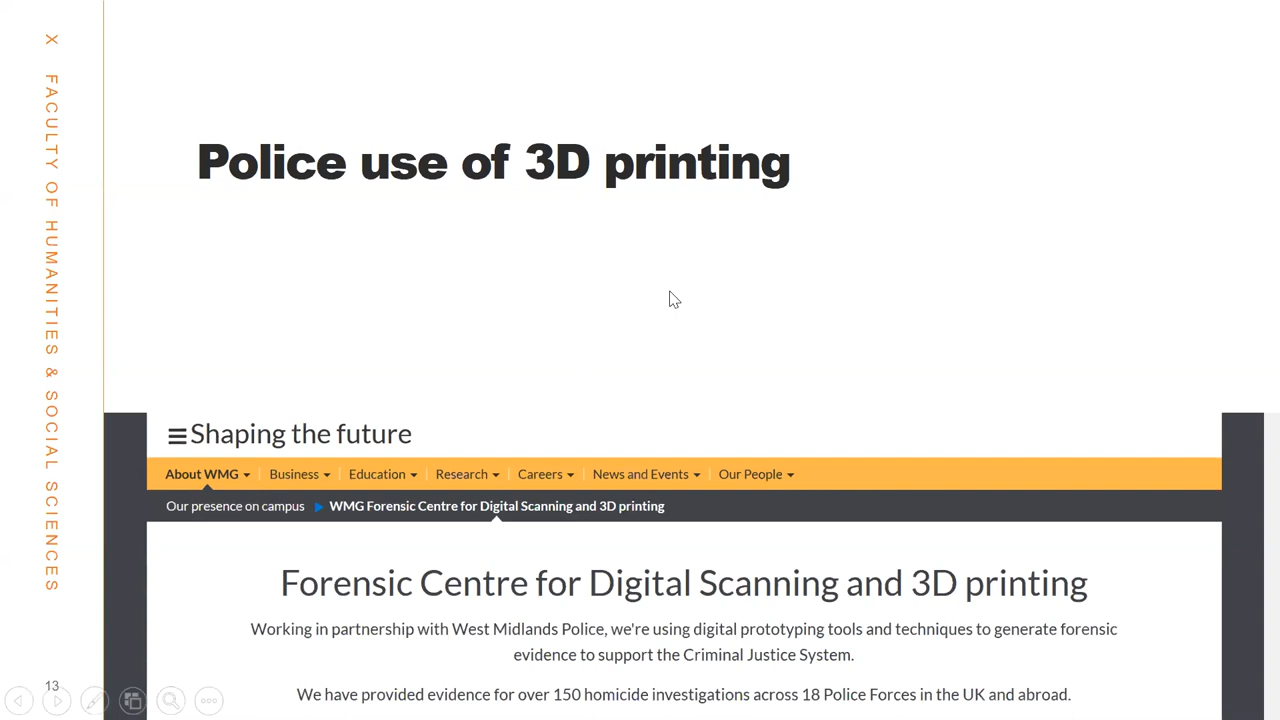 X FACULTY OF HUMANITIES & SOCIAL SCIENCES
Police use of 3D printing
Shaping the future
About WMG Business Education Research Careers News and Events Our People
Our presence on campus WMG Forensic Centre for Digital Scanning and 3D printing
Forensic Centre for Digital Scanning and 3D printing
Working in partnership with West Midlands Police, we're using digital prototyping tools and techniques to generate forensic
evidence to support the Criminal Justice System.
We have provided evidence for over 150 homicide investigations across 18 Police Forces in the UK and abroad.
13